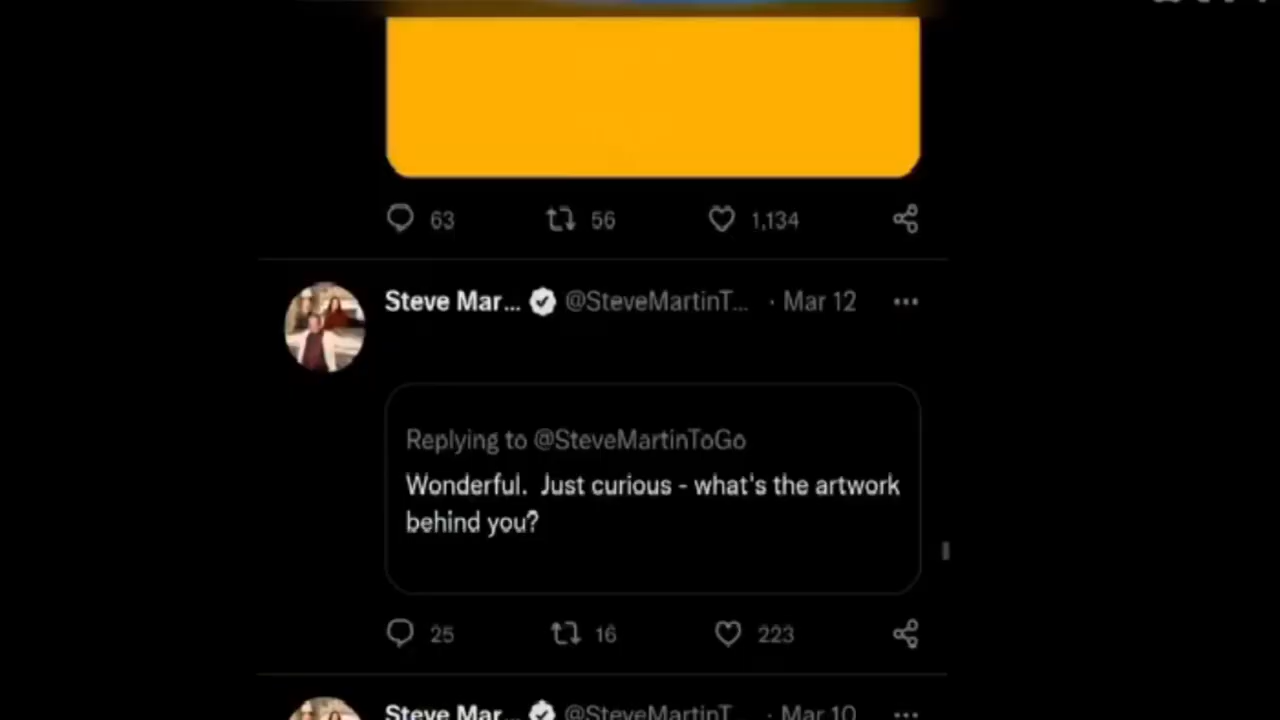 63 56 1,134
Steve Mar... @SteveMartinT... · Mar 12 ...
Replying to @SteveMartinToGo
Wonderful.  Just curious - what's the artwork
behind you?
25 16 223
Steve Mar... @SteveMartinT... · Mar 10 ...